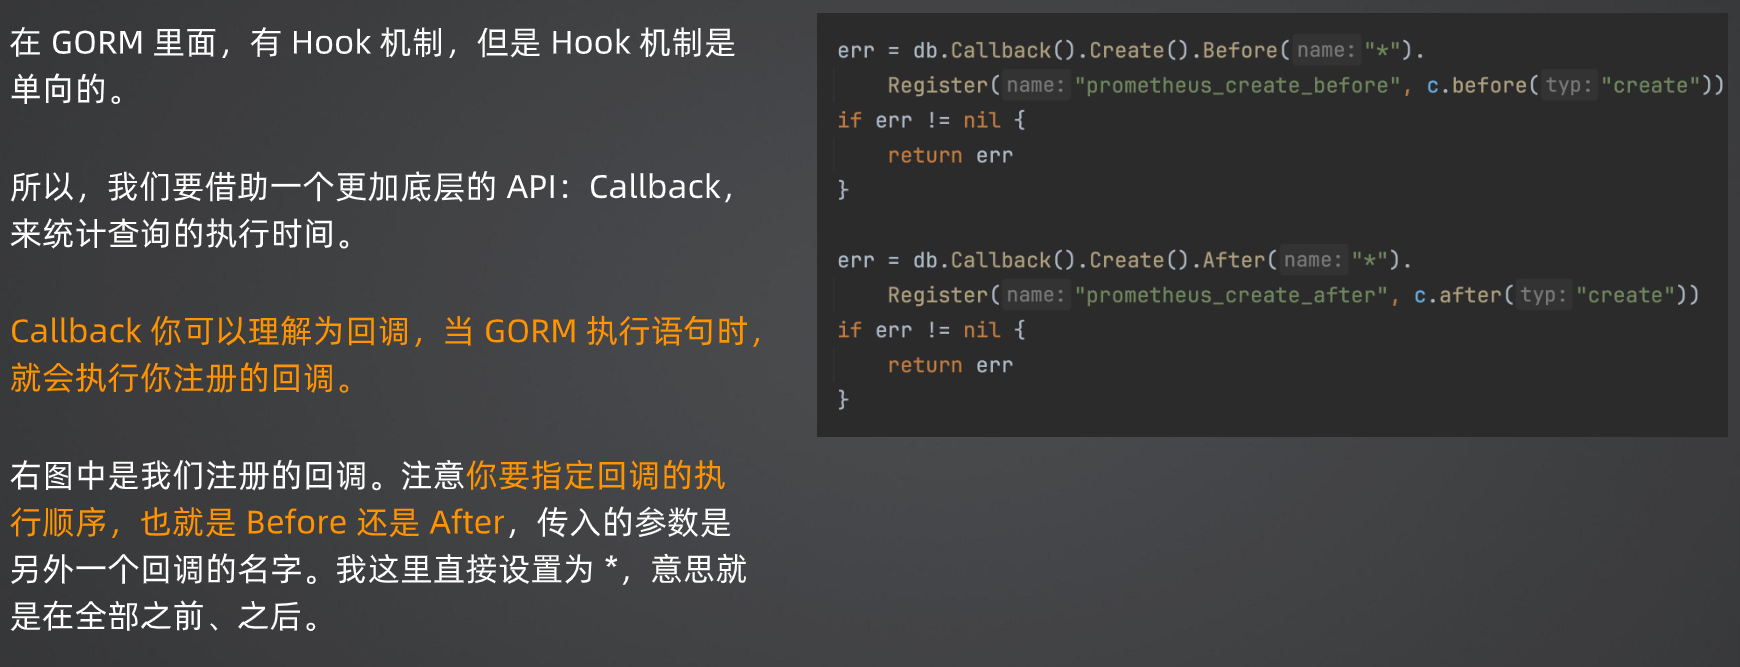 在 GORM 里面，有 Hook 机制，但是 Hook 机制是
单向的。
所以，我们要借助一个更加底层的 API：Callback，
来统计查询的执行时间。
Callback 你可以理解为回调，当 GORM 执行语句时，
就会执行你注册的回调。
右图中是我们注册的回调。注意你要指定回调的执
行顺序，也就是 Before 还是 After，传入的参数是
另外一个回调的名字。我这里直接设置为 *，意思就
是在全部之前、之后。
err = db.Callback().Create().Before( name: "*").
Register( name: "prometheus_create_before", c.before( typ: "create"))
if err != nil {
return err
}
err = db.Callback().Create().After( name: "*").
Register( name: "prometheus_create_after", c.after( typ: "create"))
if err != nil {
return err
}